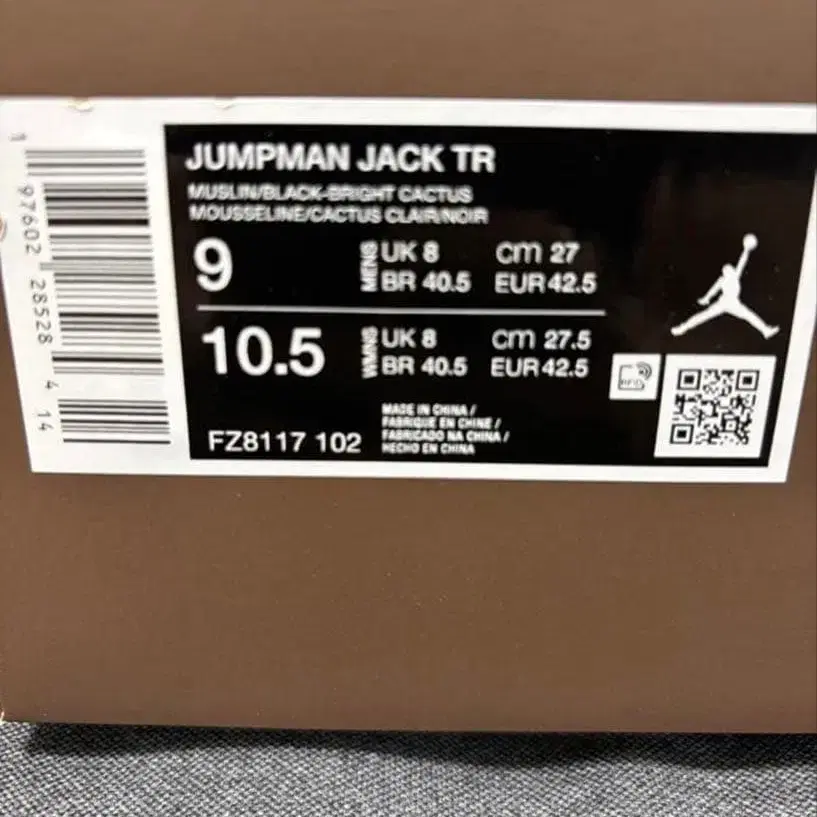 JUMPMAN JACK TR
MUSLIN/BLACK-BRIGHT CACTUS
MOUSSELINE/CACTUS CLAIR/NOIR
9 MENS UK 8 cm 27
BR 40.5 EUR 42.5
10.5 WMNS UK 8 cm 27.5
BR 40.5 EUR 42.5
RFID
FZ8117 102
MADE IN CHINA /
FABRIQUE EN CHINE /
FABRICADO NA CHINA /
HECHO EN CHINA
1 97602 28528 4 14